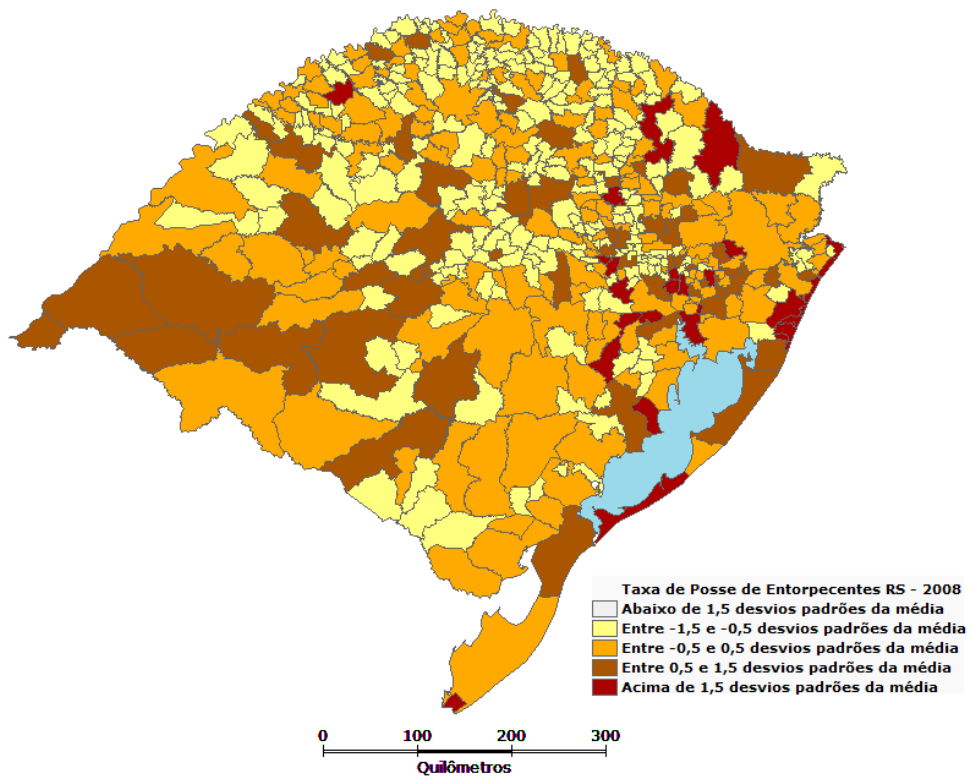 Taxa de Posse de Entorpecentes RS - 2008
Abaixo de 1,5 desvios padrões da média
Entre -1,5 e -0,5 desvios padrões da média
Entre -0,5 e 0,5 desvios padrões da média
Entre 0,5 e 1,5 desvios padrões da média
Acima de 1,5 desvios padrões da média
0 100 200 300
Quilômetros